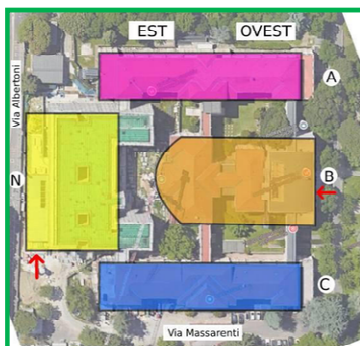 EST
OVEST
Via Albertoni
A
N
B
C
Via Massarenti